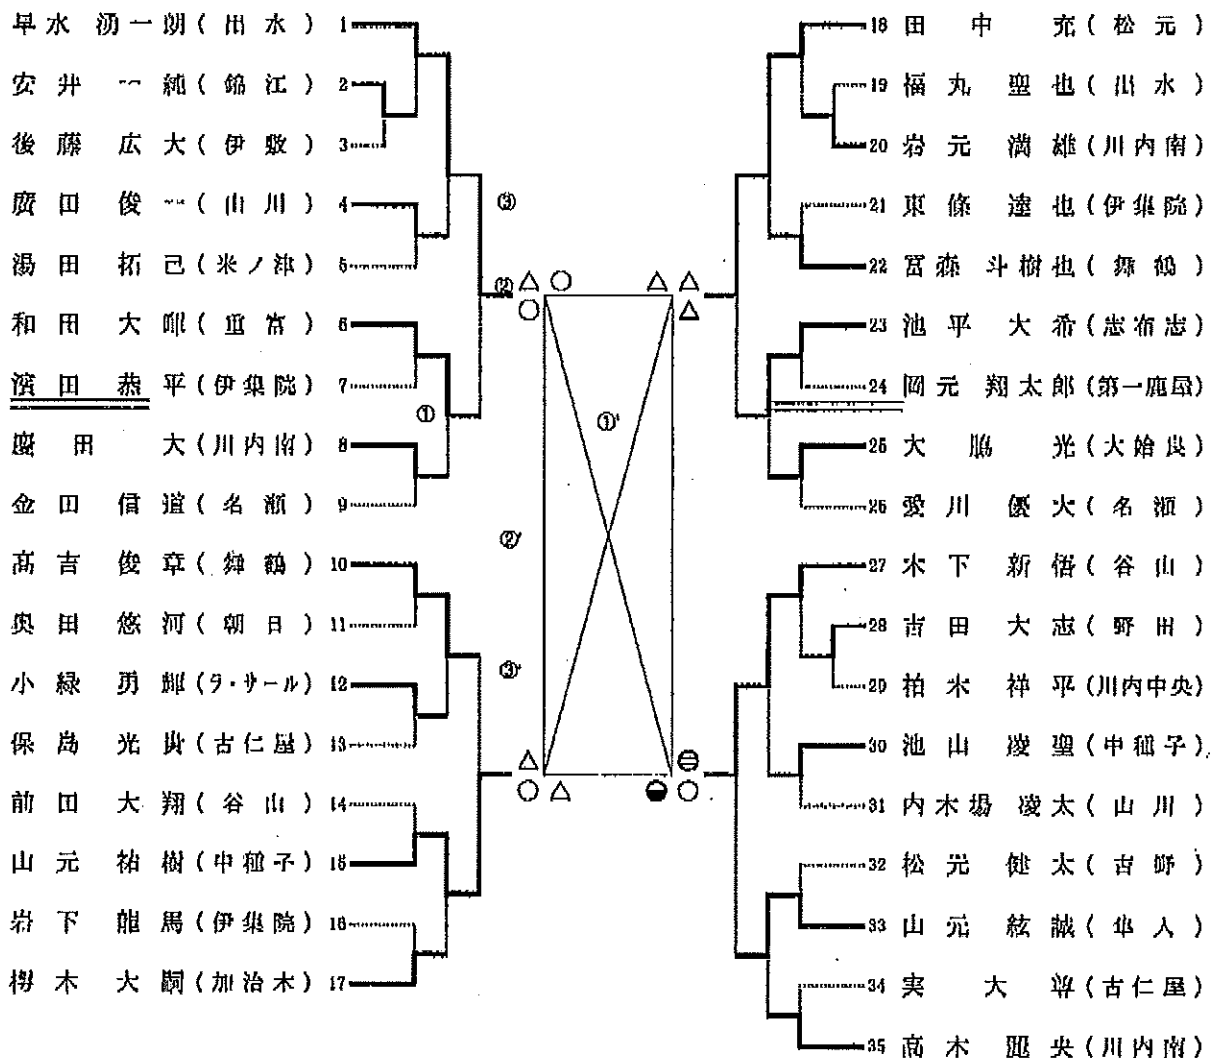 早水 湧一朗 (出水) 1
安井 一純 (錦江) 2
後藤 広大 (伊敷) 3
廣田 俊一 (山川) 4
湯田 拓己 (米ノ津) 5
和田 大 (重富) 6
濱田 恭平 (伊集院) 7
慶田 大 (川内南) 8
金田 信道 (名瀬) 9
髙吉 俊章 (舞鶴) 10
奥田 悠河 (朝日) 11
小緑 勇輝 (ラ・サール) 12
保島 光貴 (古仁屋) 13
前田 大翔 (谷山) 14
山元 祐樹 (中種子) 15
岩下 龍馬 (伊集院) 16
木 大嗣 (加治木) 17
③
② △ ○
○
①
②'
③'
△
○ △
①'
△ △
△
⊖
○
18 田中 充 (松元)
19 福丸 聖也 (出水)
20 岩元 満雄 (川内南)
21 東條 達也 (伊集院)
22 冨森 斗樹也 (舞鶴)
23 池平 大希 (志布志)
24 岡元 翔太郎 (第一鹿屋)
25 大脇 光 (大姶良)
26 愛川 優大 (名瀬)
27 木下 新悟 (谷山)
28 吉田 大志 (野田)
29 柏木 祥平 (川内中央)
30 池山 凌聖 (中種子)
31 内木場 凌太 (山川)
32 松元 健太 (吉野)
33 山元 絃誠 (隼人)
34 実 大尊 (古仁屋)
35 髙木 央 (川内南)